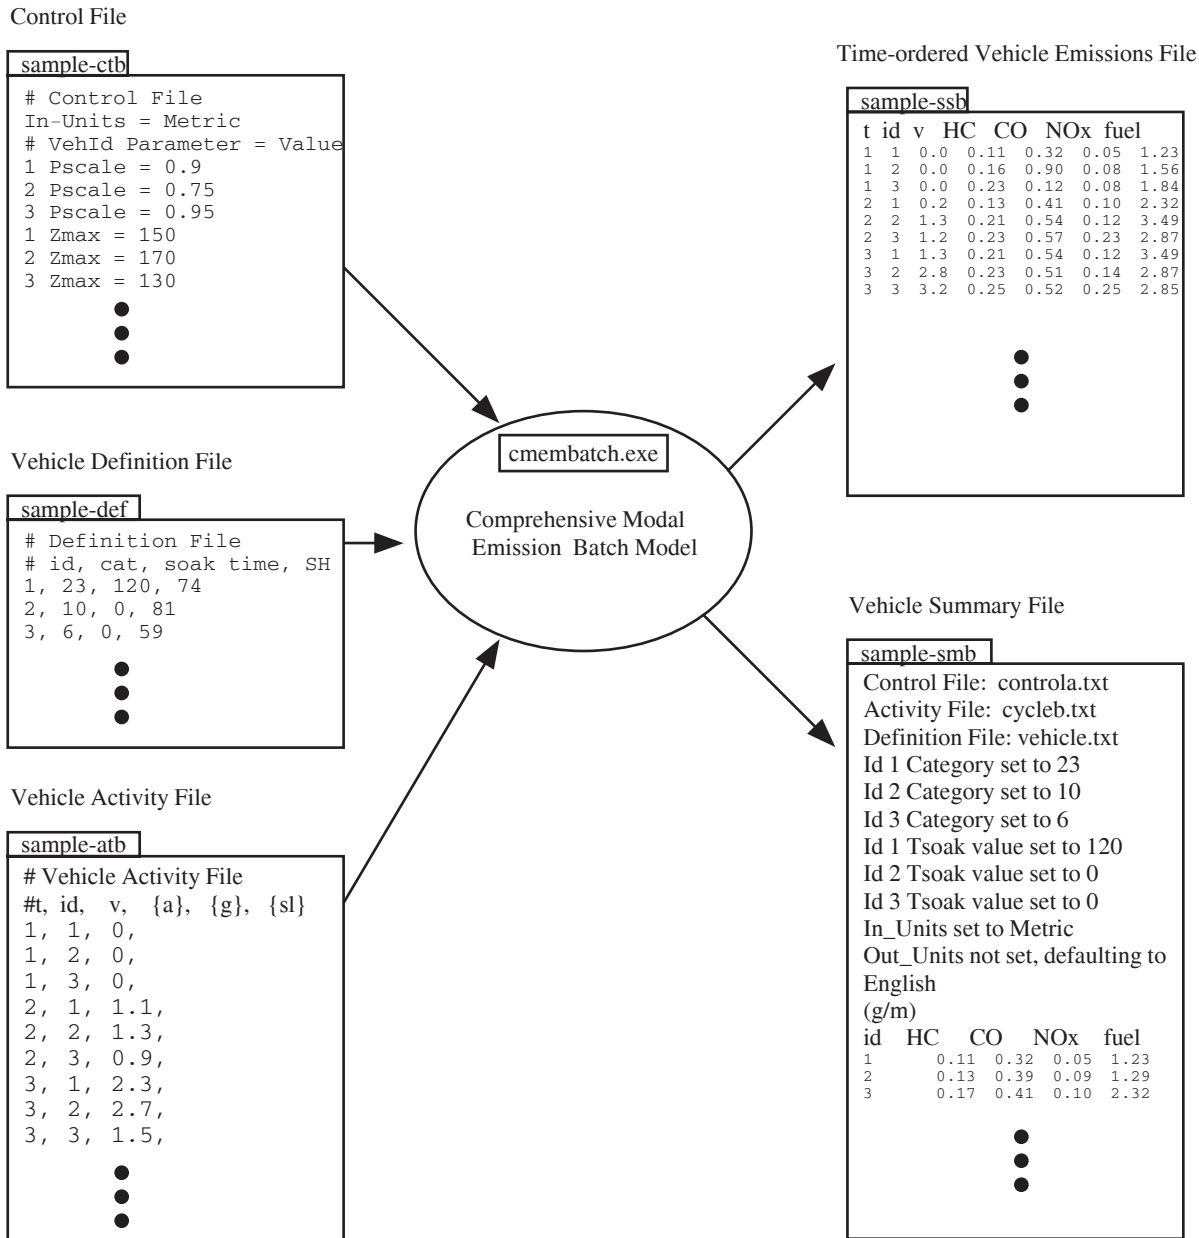 Control File
sample-ctb
# Control File
In-Units = Metric
# VehId Parameter = Value
1 Pscale = 0.9
2 Pscale = 0.75
3 Pscale = 0.95
1 Zmax = 150
2 Zmax = 170
3 Zmax = 130
Vehicle Definition File
sample-def
# Definition File
# id, cat, soak time, SH
1, 23, 120, 74
2, 10, 0, 81
3, 6, 0, 59
Vehicle Activity File
sample-atb
# Vehicle Activity File
#t, id, v, {a}, {g}, {sl}
1, 1, 0,
1, 2, 0,
1, 3, 0,
2, 1, 1.1,
2, 2, 1.3,
2, 3, 0.9,
3, 1, 2.3,
3, 2, 2.7,
3, 3, 1.5,
cmembatch.exe
Comprehensive Modal
Emission Batch Model
Time-ordered Vehicle Emissions File
sample-ssb
t id v HC CO NOx fuel
1 1 0.0 0.11 0.32 0.05 1.23
1 2 0.0 0.16 0.90 0.08 1.56
1 3 0.0 0.23 0.12 0.08 1.84
2 1 0.2 0.13 0.41 0.10 2.32
2 2 1.3 0.21 0.54 0.12 3.49
2 3 1.2 0.23 0.57 0.23 2.87
3 1 1.3 0.21 0.54 0.12 3.49
3 2 2.8 0.23 0.51 0.14 2.87
3 3 3.2 0.25 0.52 0.25 2.85
Vehicle Summary File
sample-smb
Control File: controla.txt
Activity File: cycleb.txt
Definition File: vehicle.txt
Id 1 Category set to 23
Id 2 Category set to 10
Id 3 Category set to 6
Id 1 Tsoak value set to 120
Id 2 Tsoak value set to 0
Id 3 Tsoak value set to 0
In_Units set to Metric
Out_Units not set, defaulting to
English
(g/m)
id HC CO NOx fuel
1 0.11 0.32 0.05 1.23
2 0.13 0.39 0.09 1.29
3 0.17 0.41 0.10 2.32